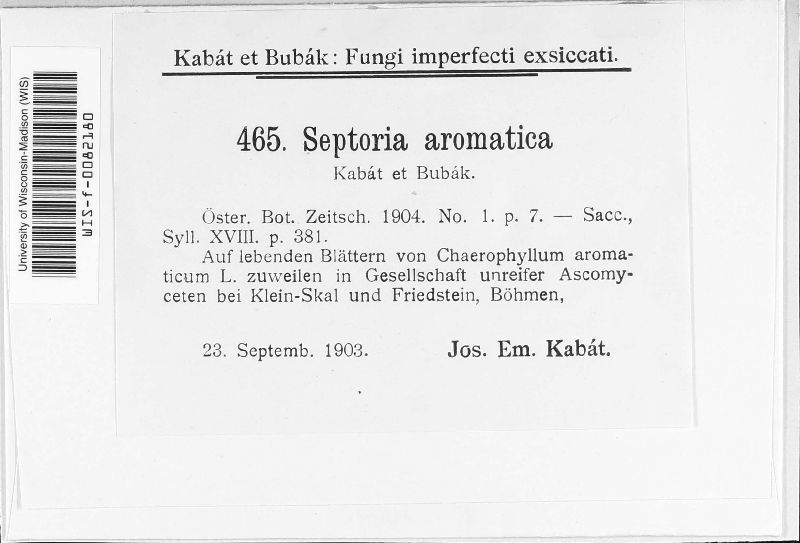 Kabát et Bubák: Fungi imperfecti exsiccati.
465. Septoria aromatica
Kabát et Bubák.
Öster. Bot. Zeitsch. 1904. No. 1. p. 7. — Sacc.,
Syll. XVIII. p. 381.
Auf lebenden Blättern von Chaerophyllum aroma-
ticum L. zuweilen in Gesellschaft unreifer Ascomy-
ceten bei Klein-Skal und Friedstein, Böhmen,
23. Septemb. 1903.
Jos. Em. Kabát.
University of Wisconsin-Madison (WIS)
WIS-f-0082180